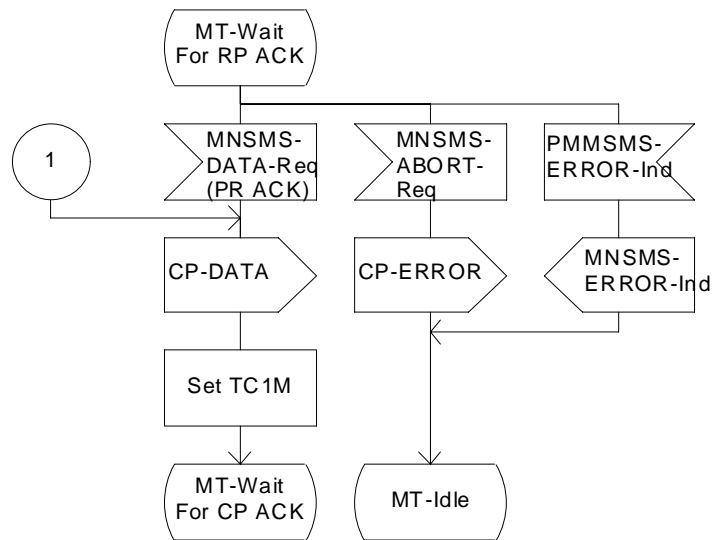 MT-Wait
For RP ACK
1
MNSMS-
DATA-Req
(PR ACK)
MNSMS-
ABORT-
Req
PMMSMS-
ERROR-Ind
CP-DATA
CP-ERROR
MNSMS-
ERROR-Ind
Set TC1M
MT-Wait
For CP ACK
MT-Idle